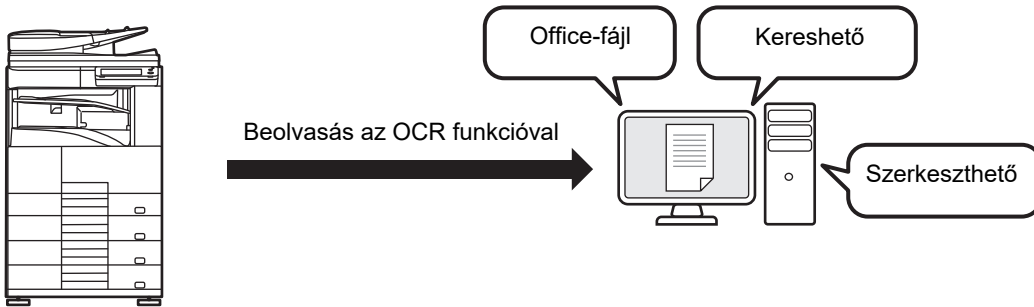 Office-fájl
Kereshető
Beolvasás az OCR funkcióval
Szerkeszthető